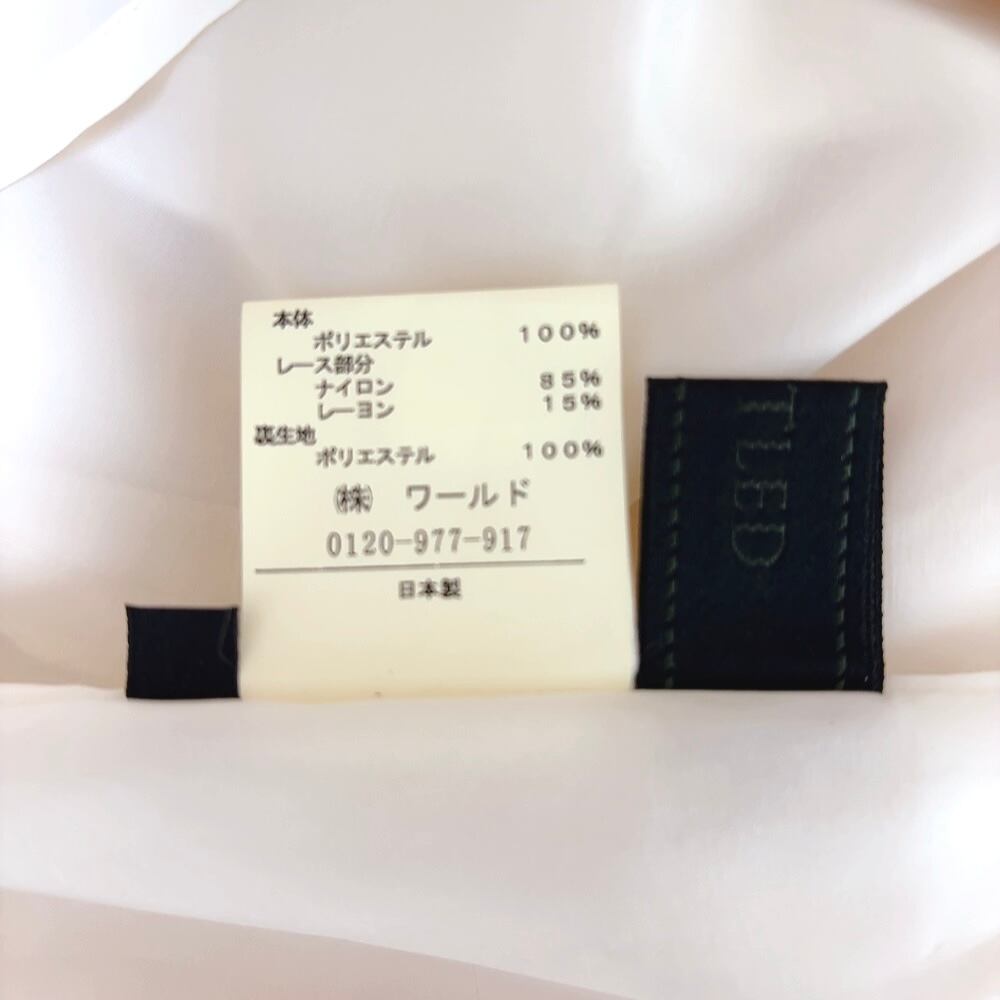 本体
ポリエステル 100%
レース部分
ナイロン 85%
レーヨン 15%
裏生地
ポリエステル 100%
㈱ ワールド
0120-977-917
日本製
TLED